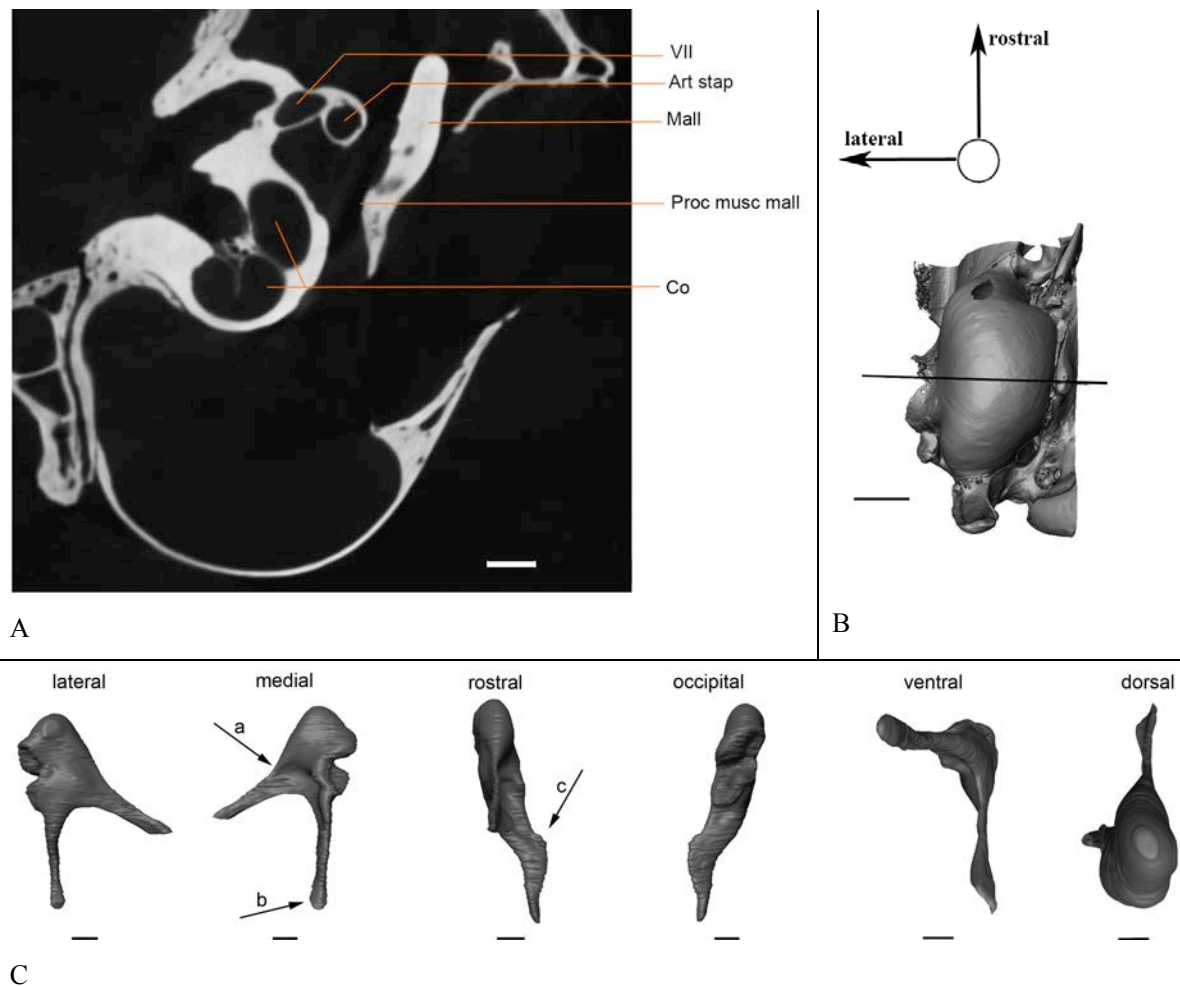 VII
Art stap
Mall
Proc musc mall
Co
A
rostral
lateral
B
lateral medial rostral occipital ventral dorsal
a
c
b
C